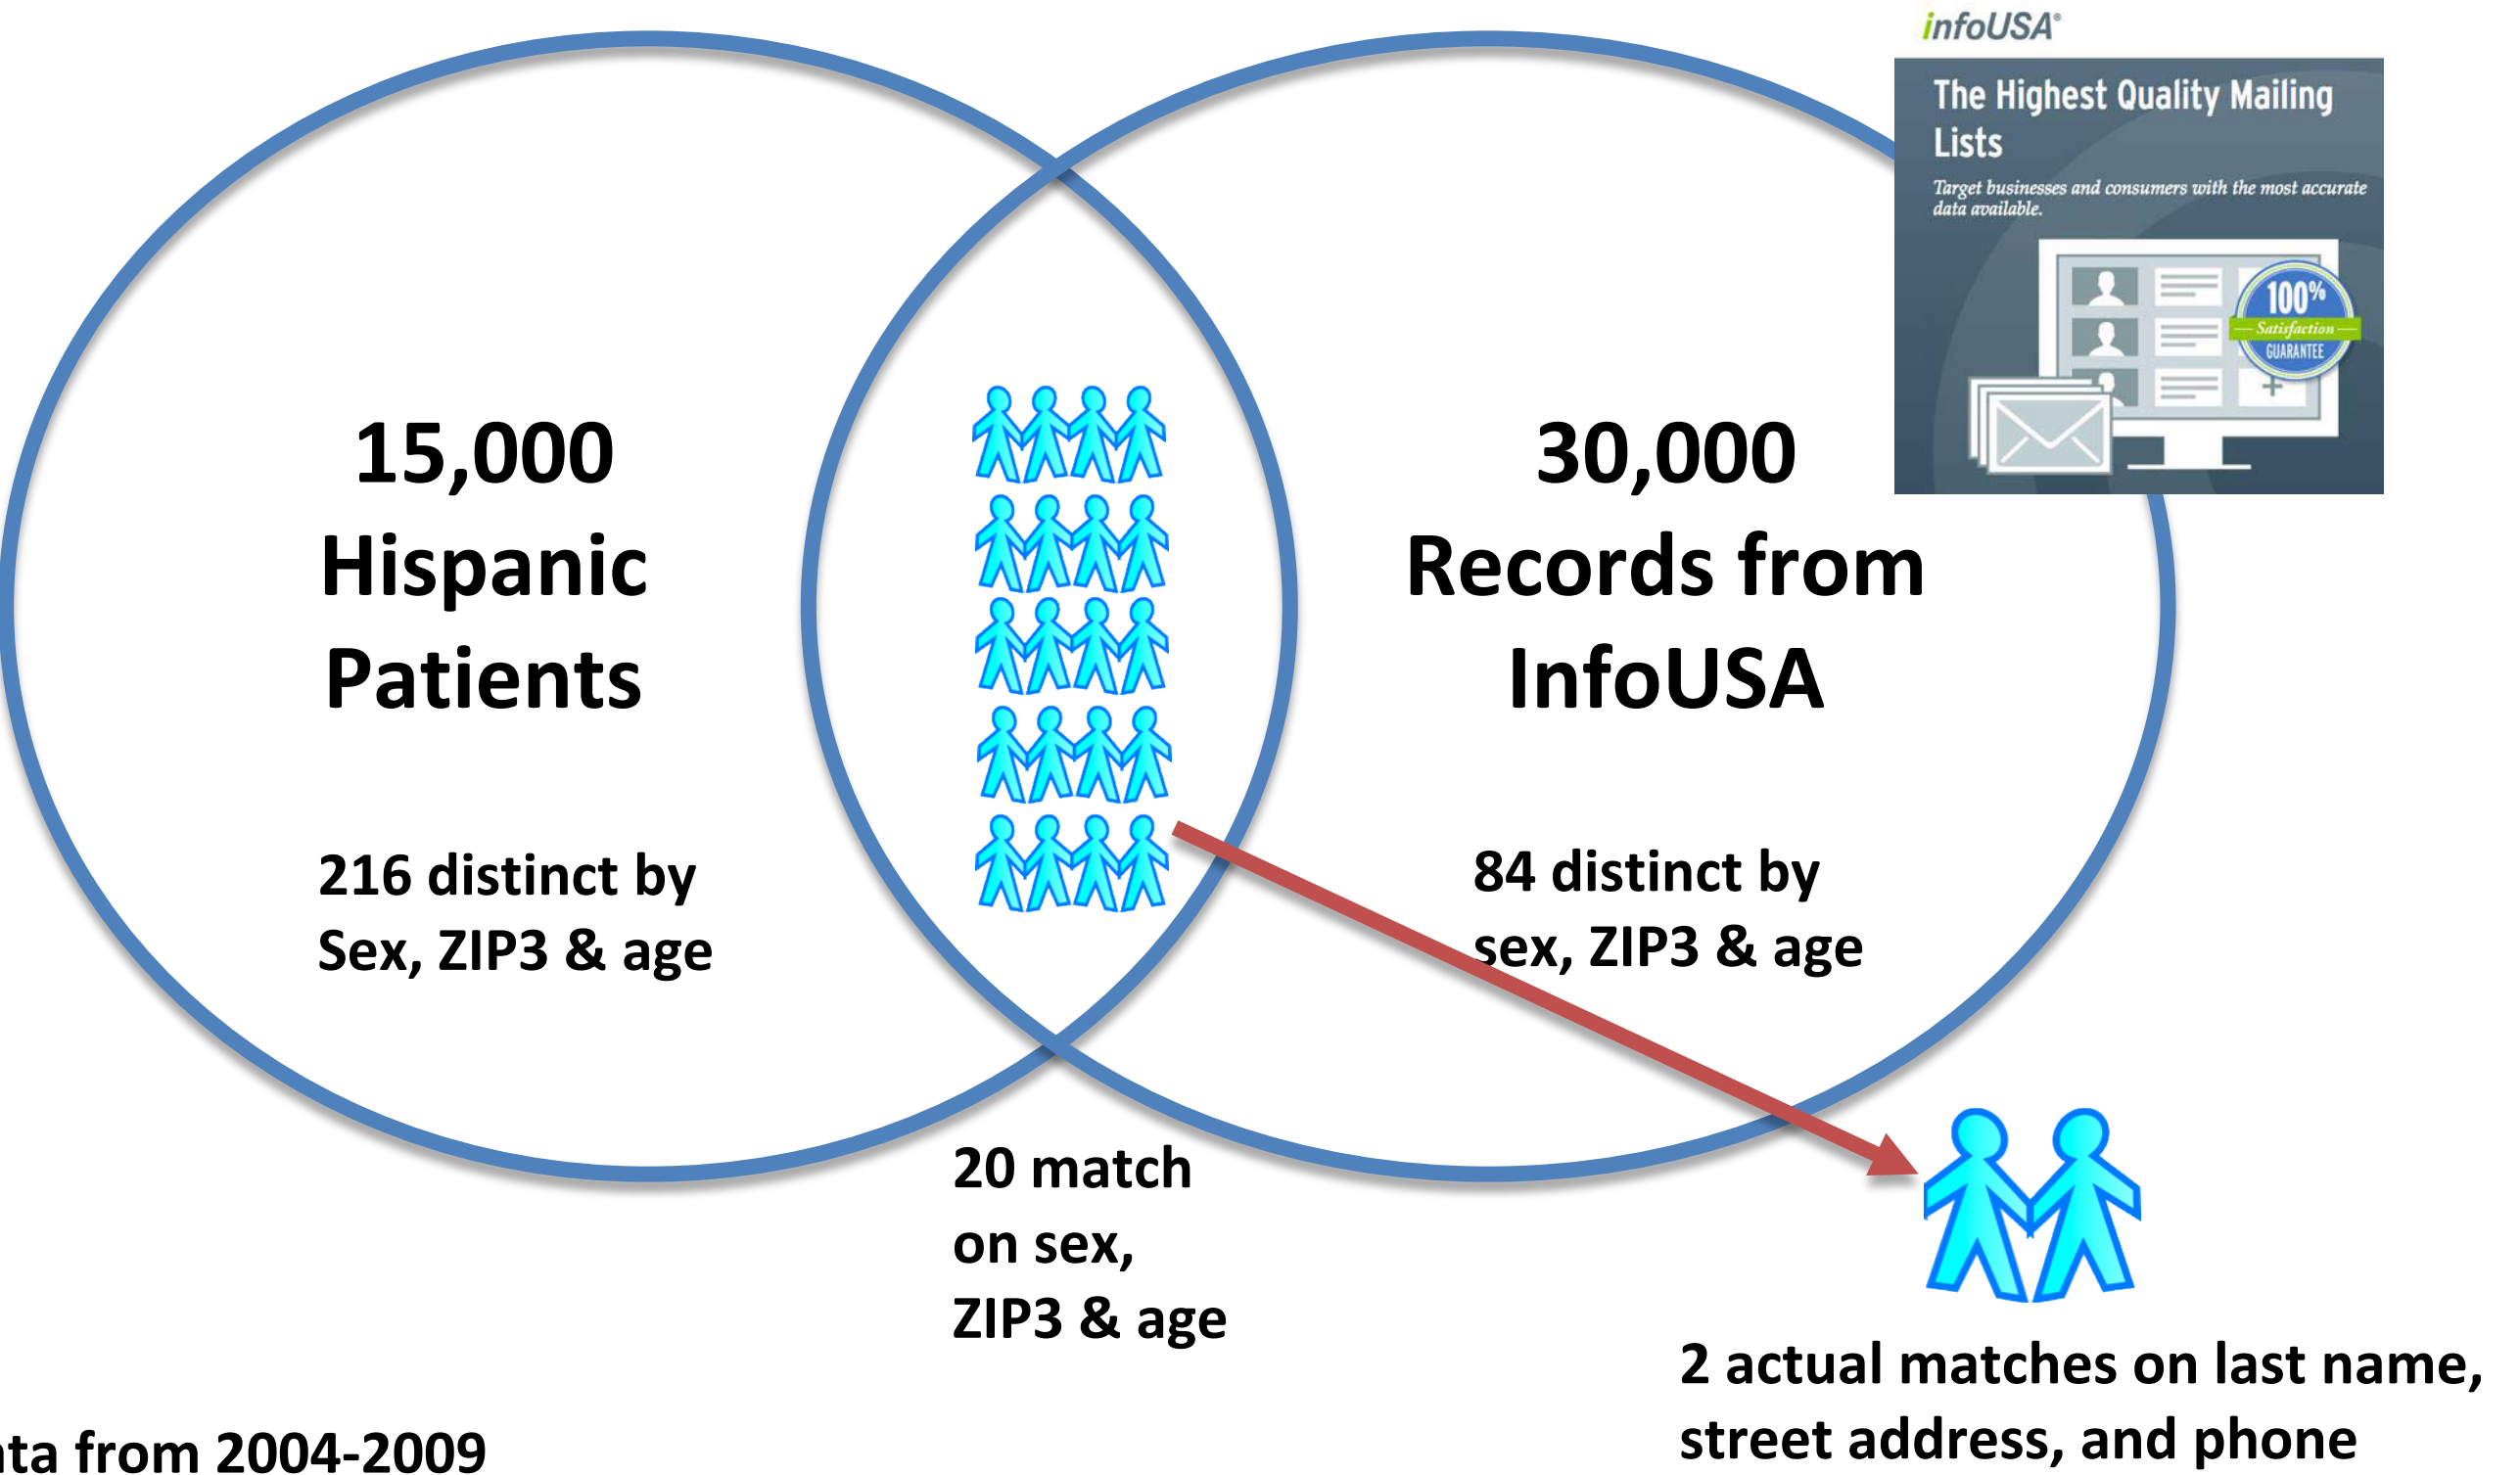 infoUSA®
The Highest Quality Mailing
Lists
Target businesses and consumers with the most accurate
data available.
100%
Satisfaction
GUARANTEE
15,000
Hispanic
Patients
30,000
Records from
InfoUSA
216 distinct by
Sex, ZIP3 & age
84 distinct by
sex, ZIP3 & age
20 match
on sex,
ZIP3 & age
2 actual matches on last name,
street address, and phone
from 2004-2009